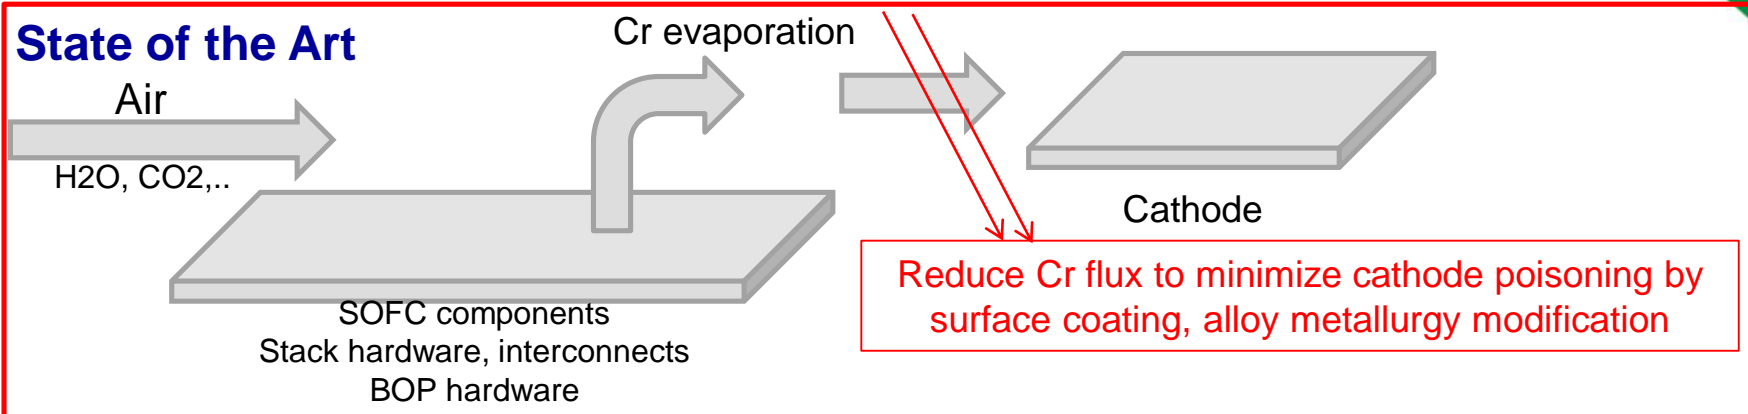 State of the Art
Cr evaporation
Air
H2O, CO2,..
Cathode
SOFC components
Stack hardware, interconnects
BOP hardware
Reduce Cr flux to minimize cathode poisoning by
surface coating, alloy metallurgy modification